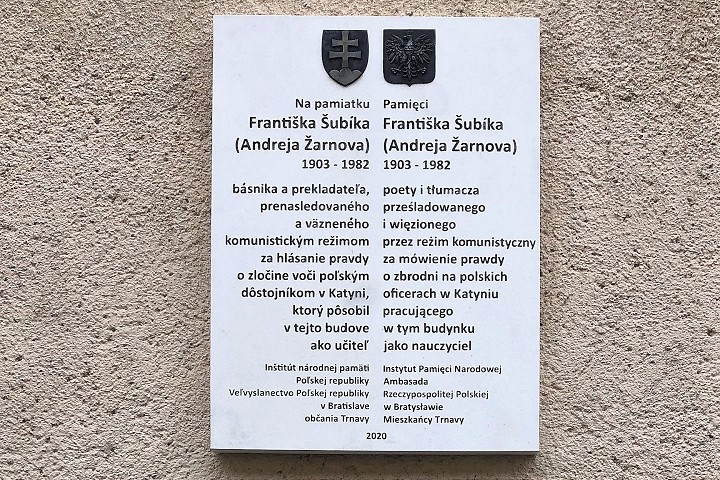 Na pamiatku
Františka Šubíka
(Andreja Žarnova)
1903 - 1982
básnika a prekladateľa,
prenasledovaného
a väzneného
komunistickým režimom
za hlásanie pravdy
o zločine voči poľským
dôstojníkom v Katyni,
ktorý pôsobil
v tejto budove
ako učiteľ
Inštitút národnej pamäti
Poľskej republiky
Veľvyslanectvo Poľskej republiky
v Bratislave
občania Trnavy
Pamięci
Františka Šubíka
(Andreja Žarnova)
1903 - 1982
poety i tłumacza
prześladowanego
i więzionego
przez reżim komunistyczny
za mówienie prawdy
o zbrodni na polskich
oficerach w Katyniu
pracującego
w tym budynku
jako nauczyciel
Instytut Pamięci Narodowej
Ambasada
Rzeczypospolitej Polskiej
w Bratysławie
Mieszkańcy Trnavy
2020